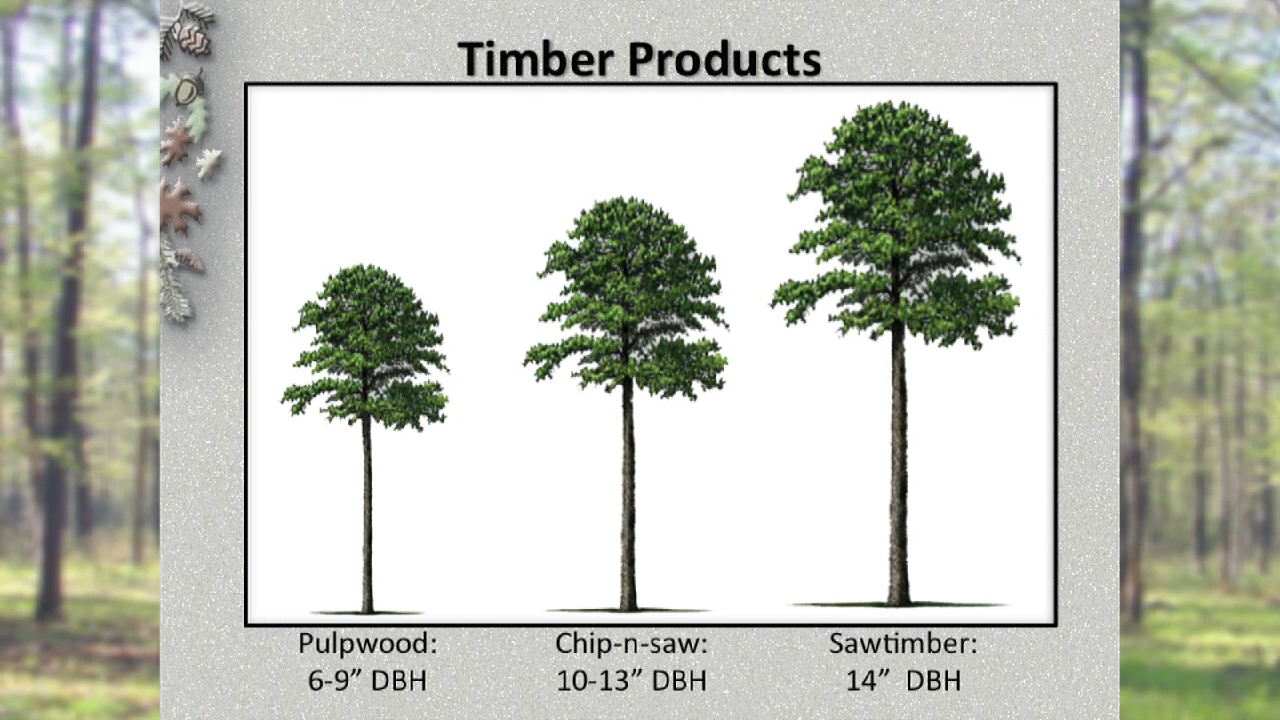 Timber Products
Pulpwood:
6-9” DBH
Chip-n-saw:
10-13” DBH
Sawtimber:
14”  DBH